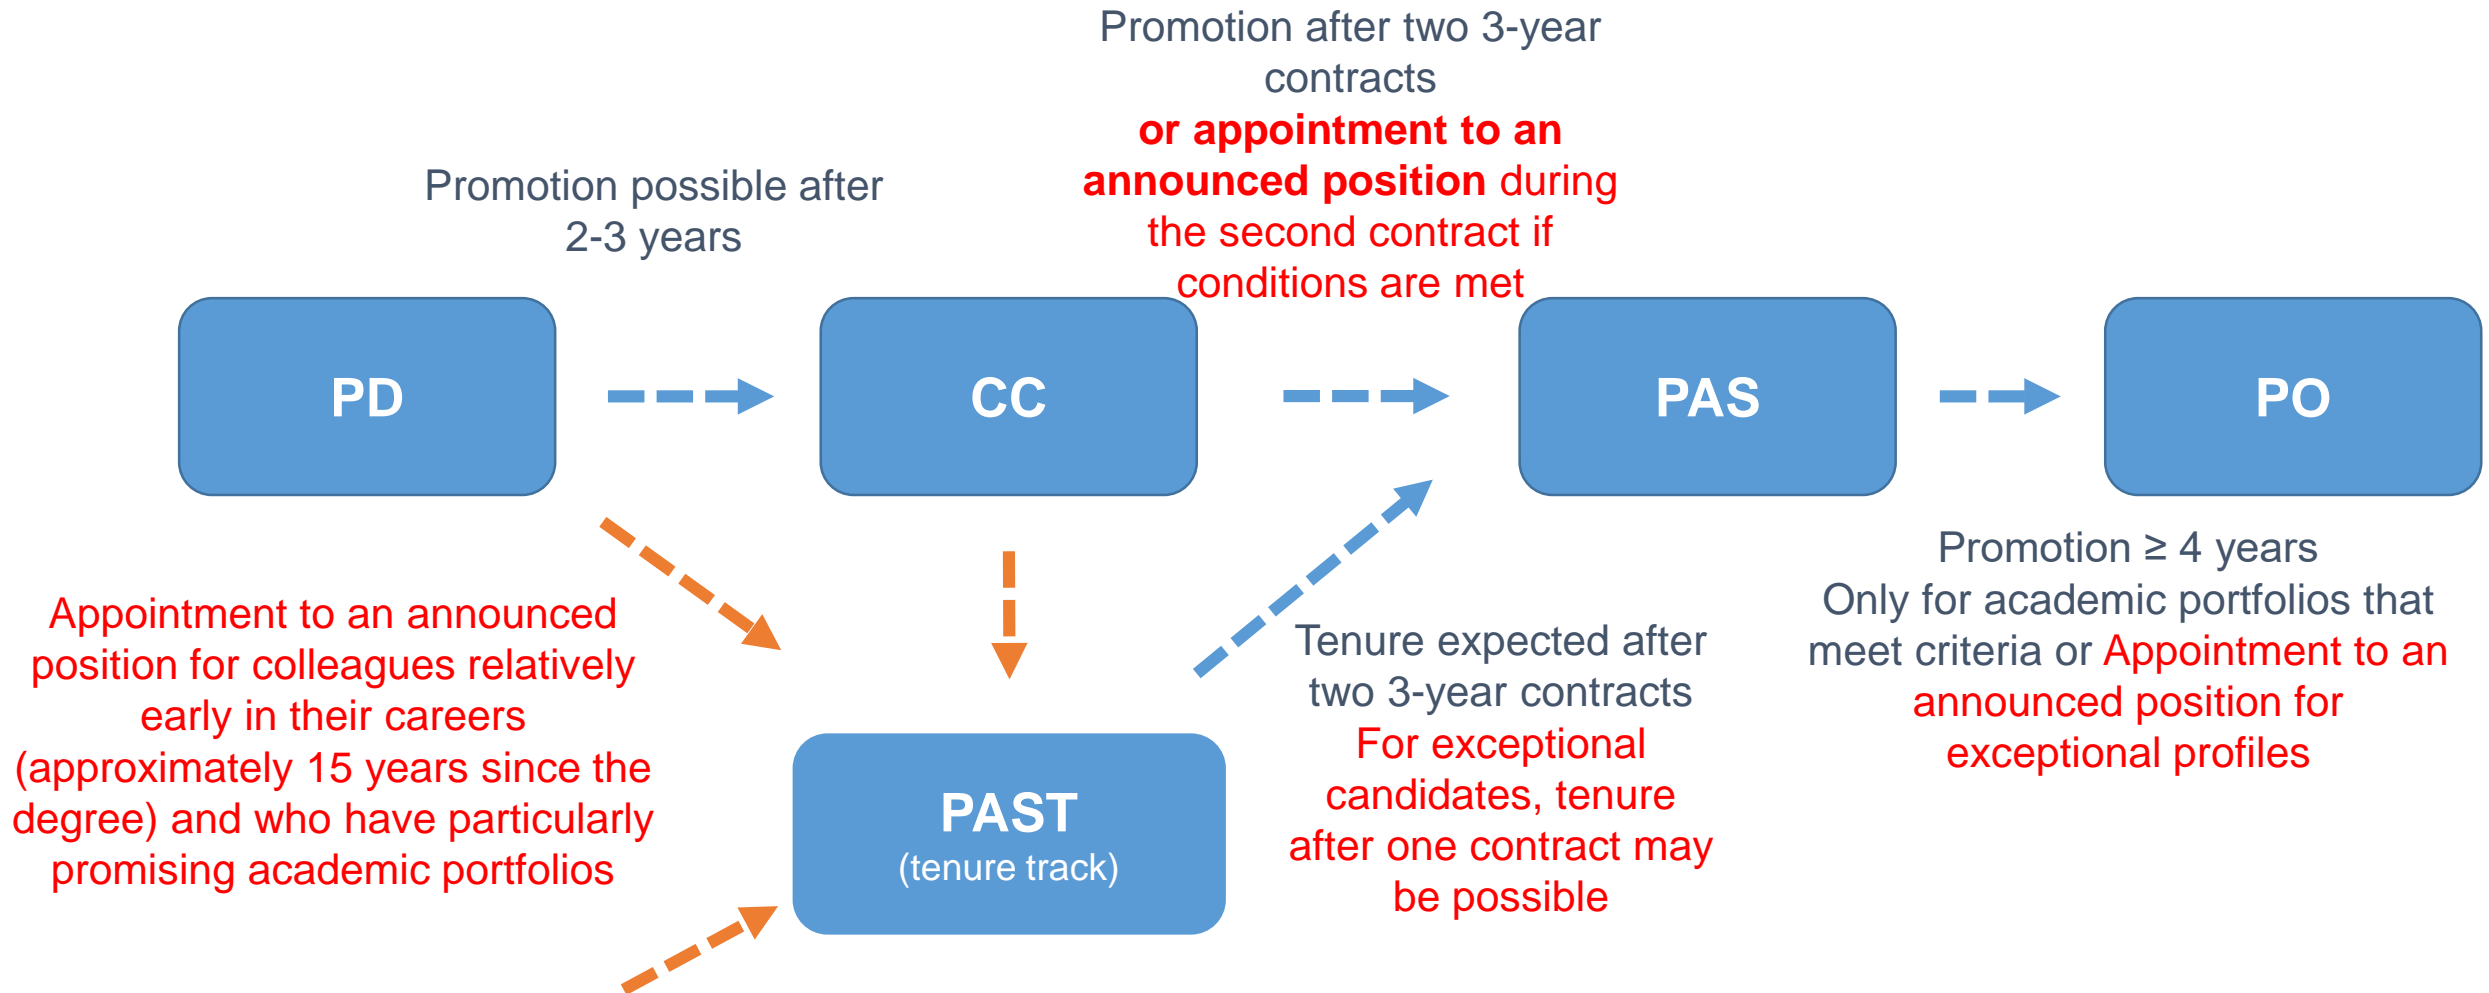 Promotion after two 3-year
contracts
or appointment to an
announced position during
the second contract if
conditions are met
Promotion possible after
2-3 years
PD
CC
PAS
PO
Appointment to an announced
position for colleagues relatively
early in their careers
(approximately 15 years since the
degree) and who have particularly
promising academic portfolios
PAST
(tenure track)
Tenure expected after
two 3-year contracts
For exceptional
candidates, tenure
after one contract may
be possible
Promotion ≥ 4 years
Only for academic portfolios that
meet criteria or Appointment to an
announced position for
exceptional profiles